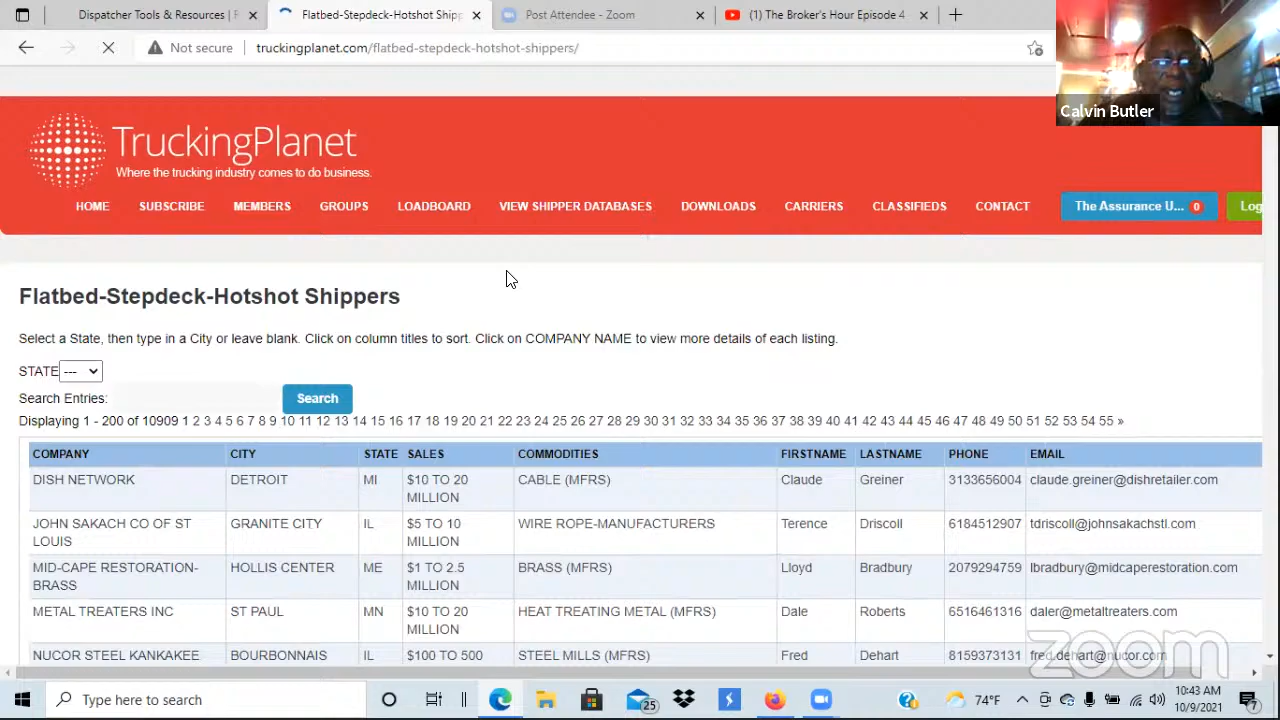 Dispatcher Tools & Resources | F
Flatbed-Stepdeck-Hotshot Shipp
Post Attendee - Zoom
(1) The Broker's Hour Episode 4
Not secure
truckingplanet.com/flatbed-stepdeck-hotshot-shippers/
Calvin Butler
TruckingPlanet
Where the trucking industry comes to do business.
HOME SUBSCRIBE MEMBERS GROUPS LOADBOARD VIEW SHIPPER DATABASES DOWNLOADS CARRIERS CLASSIFIEDS CONTACT The Assurance U... 0 Log
Flatbed-Stepdeck-Hotshot Shippers
Select a State, then type in a City or leave blank. Click on column titles to sort. Click on COMPANY NAME to view more details of each listing.
STATE ---
Search Entries: Search
Displaying 1 - 200 of 10909 1 2 3 4 5 6 7 8 9 10 11 12 13 14 15 16 17 18 19 20 21 22 23 24 25 26 27 28 29 30 31 32 33 34 35 36 37 38 39 40 41 42 43 44 45 46 47 48 49 50 51 52 53 54 55 »
COMPANY CITY STATE SALES COMMODITIES FIRSTNAME LASTNAME PHONE EMAIL
DISH NETWORK DETROIT MI $10 TO 20 MILLION CABLE (MFRS) Claude Greiner 3133656004 claude.greiner@dishretailer.com
JOHN SAKACH CO OF ST LOUIS GRANITE CITY IL $5 TO 10 MILLION WIRE ROPE-MANUFACTURERS Terence Driscoll 6184512907 tdriscoll@johnsakachstl.com
MID-CAPE RESTORATION-BRASS HOLLIS CENTER ME $1 TO 2.5 MILLION BRASS (MFRS) Lloyd Bradbury 2079294759 lbradbury@midcaperestoration.com
METAL TREATERS INC ST PAUL MN $10 TO 20 MILLION HEAT TREATING METAL (MFRS) Dale Roberts 6516461316 daler@metaltreaters.com
NUCOR STEEL KANKAKEE BOURBONNAIS IL $100 TO 500 STEEL MILLS (MFRS) Fred Dehart 8159373131 fred.dehart@nucor.com
zoom
Type here to search
25
74°F
10:43 AM
10/9/2021
7